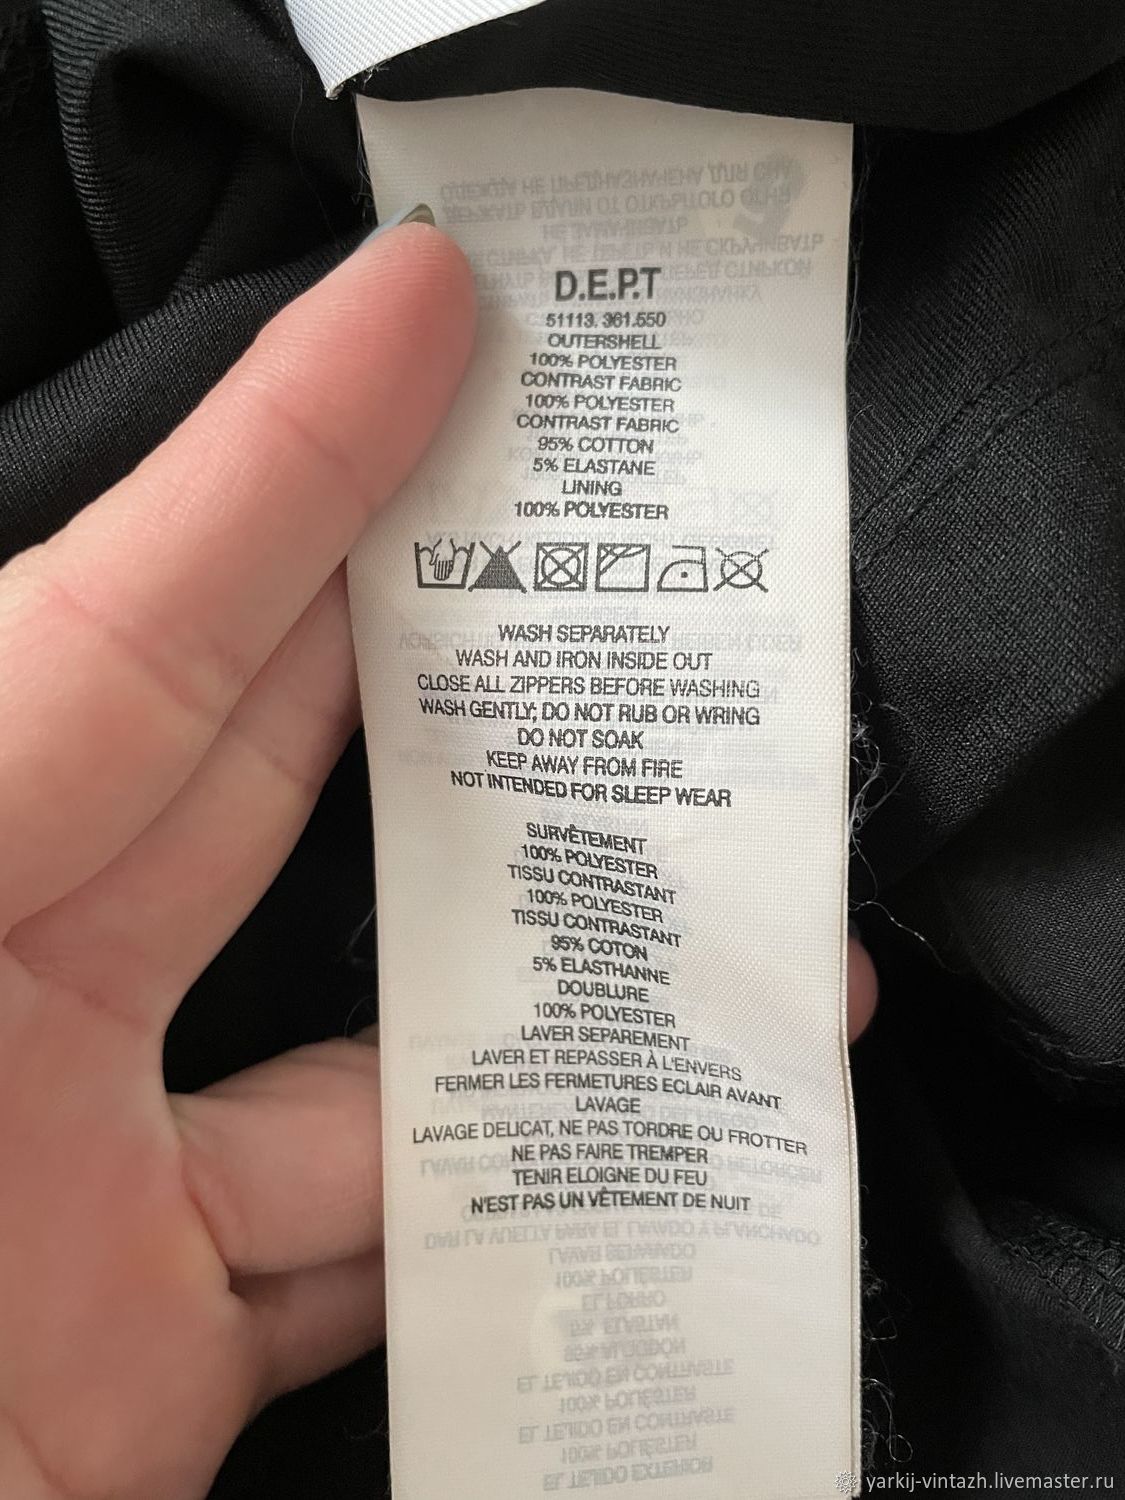 D.E.P.T
51113. 361.550
OUTERSHELL
100% POLYESTER
CONTRAST FABRIC
100% POLYESTER
CONTRAST FABRIC
95% COTTON
5% ELASTANE
LINING
100% POLYESTER
WASH SEPARATELY
WASH AND IRON INSIDE OUT
CLOSE ALL ZIPPERS BEFORE WASHING
WASH GENTLY; DO NOT RUB OR WRING
DO NOT SOAK
KEEP AWAY FROM FIRE
NOT INTENDED FOR SLEEP WEAR
SURVÊTEMENT
100% POLYESTER
TISSU CONTRASTANT
100% POLYESTER
TISSU CONTRASTANT
95% COTON
5% ELASTHANNE
DOUBLURE
100% POLYESTER
LAVER SEPAREMENT
LAVER ET REPASSER À L'ENVERS
FERMER LES FERMETURES ECLAIR AVANT
LAVAGE
LAVAGE DELICAT, NE PAS TORDRE OU FROTTER
NE PAS FAIRE TREMPER
TENIR ELOIGNE DU FEU
N'EST PAS UN VÊTEMENT DE NUIT
yarkij-vintazh.livemaster.ru